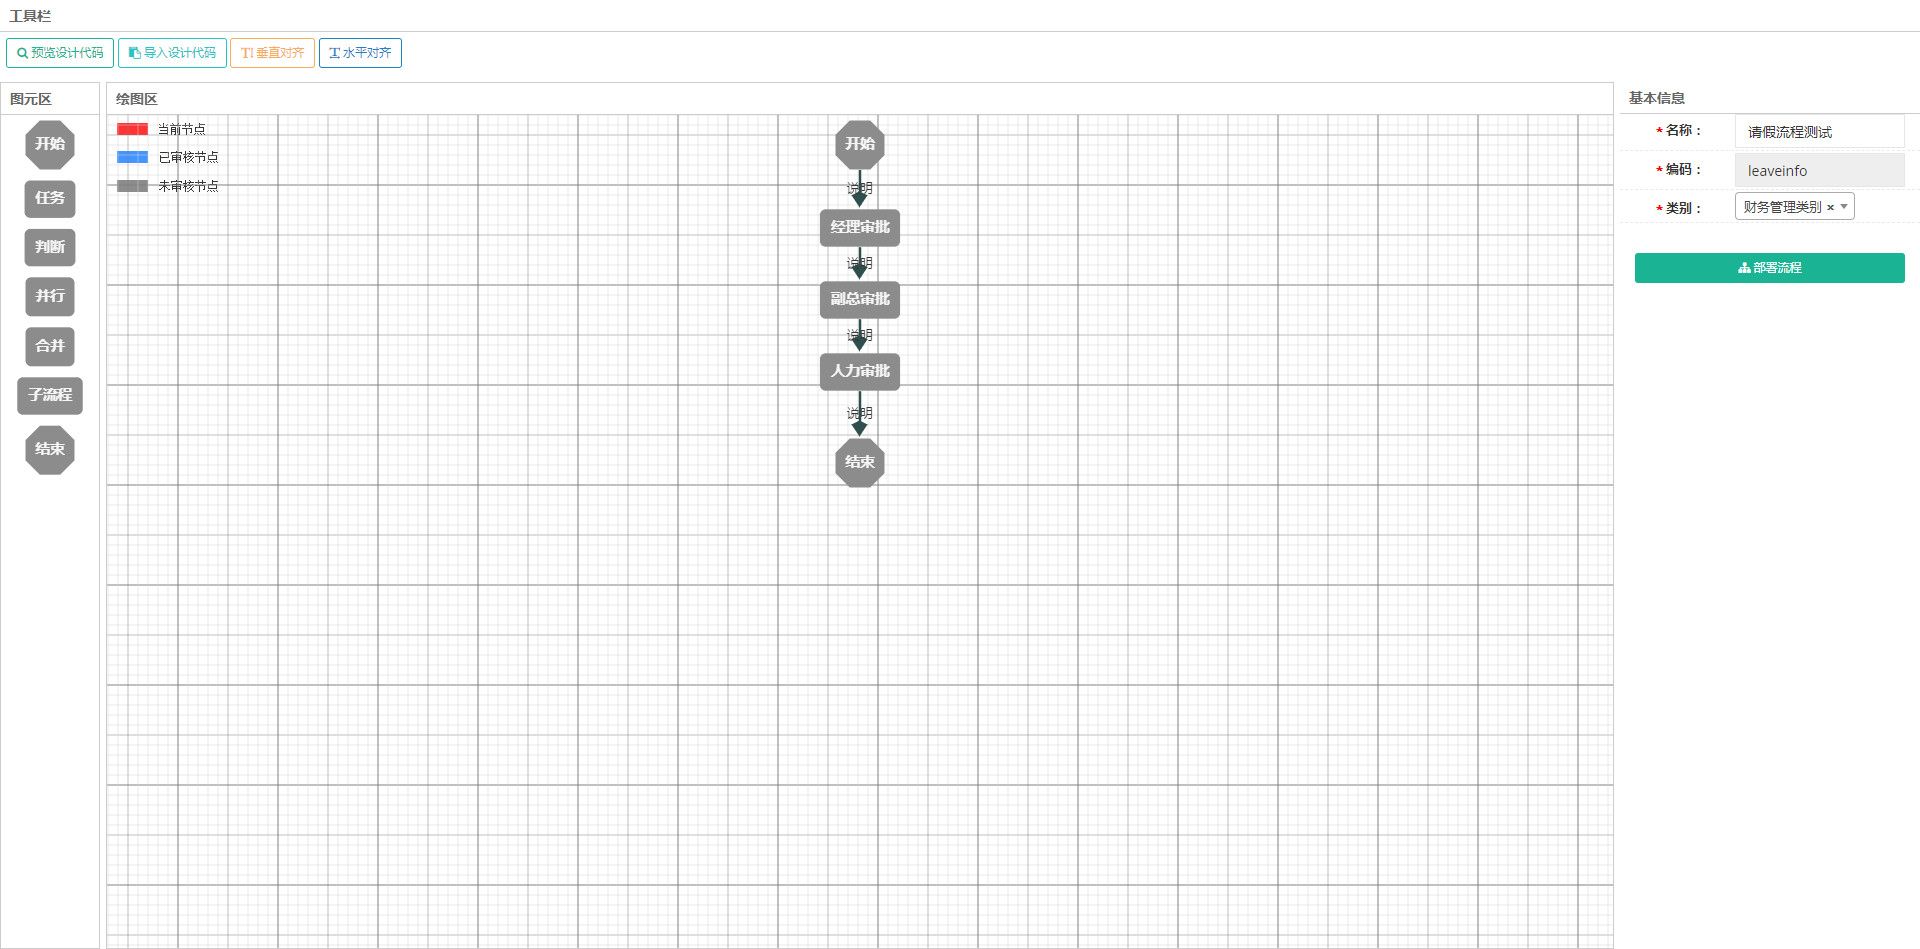 工具栏
预览设计代码 导入设计代码 T! 垂直对齐 T 水平对齐
图元区
开始
任务
判断
并行
合并
子流程
结束
绘图区
当前节点
已审核节点
未审核节点
开始
说明
经理审批
说明
副总审批
说明
人力审批
说明
结束
基本信息
* 名称： 请假流程测试
* 编码： leaveinfo
* 类别： 财务管理类别 ×
部署流程